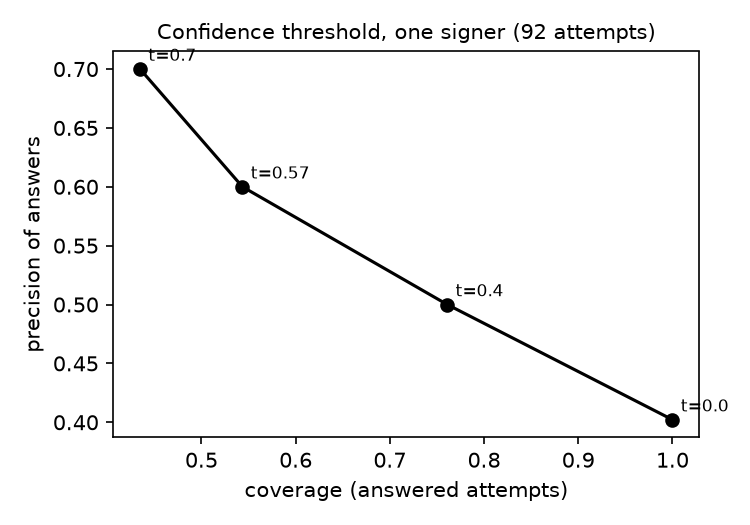 Confidence threshold, one signer (92 attempts)
t=0.7
0.70
0.65
t=0.57
0.60
0.55
t=0.4
0.50
0.45
t=0.0
0.40
precision of answers
0.5 0.6 0.7 0.8 0.9 1.0
coverage (answered attempts)